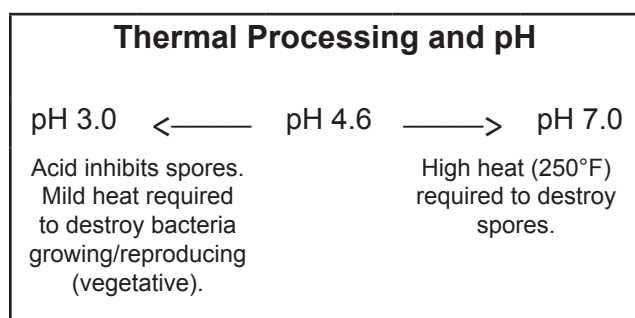 Thermal Processing and pH
pH 3.0 <—— pH 4.6 ——> pH 7.0
Acid inhibits spores.
Mild heat required
to destroy bacteria
growing/reproducing
(vegetative).
High heat (250°F)
required to destroy
spores.